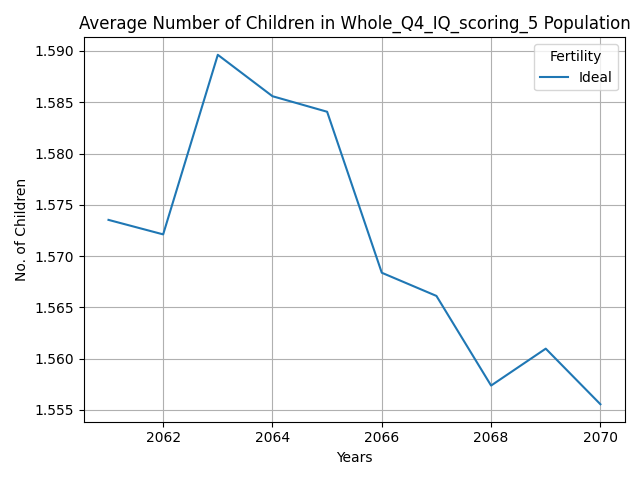 Average Number of Children in Whole_Q4_IQ_scoring_5 Population
Fertility
Ideal
1.590
1.585
1.580
1.575
1.570
1.565
1.560
1.555
No. of Children
2062 2064 2066 2068 2070
Years